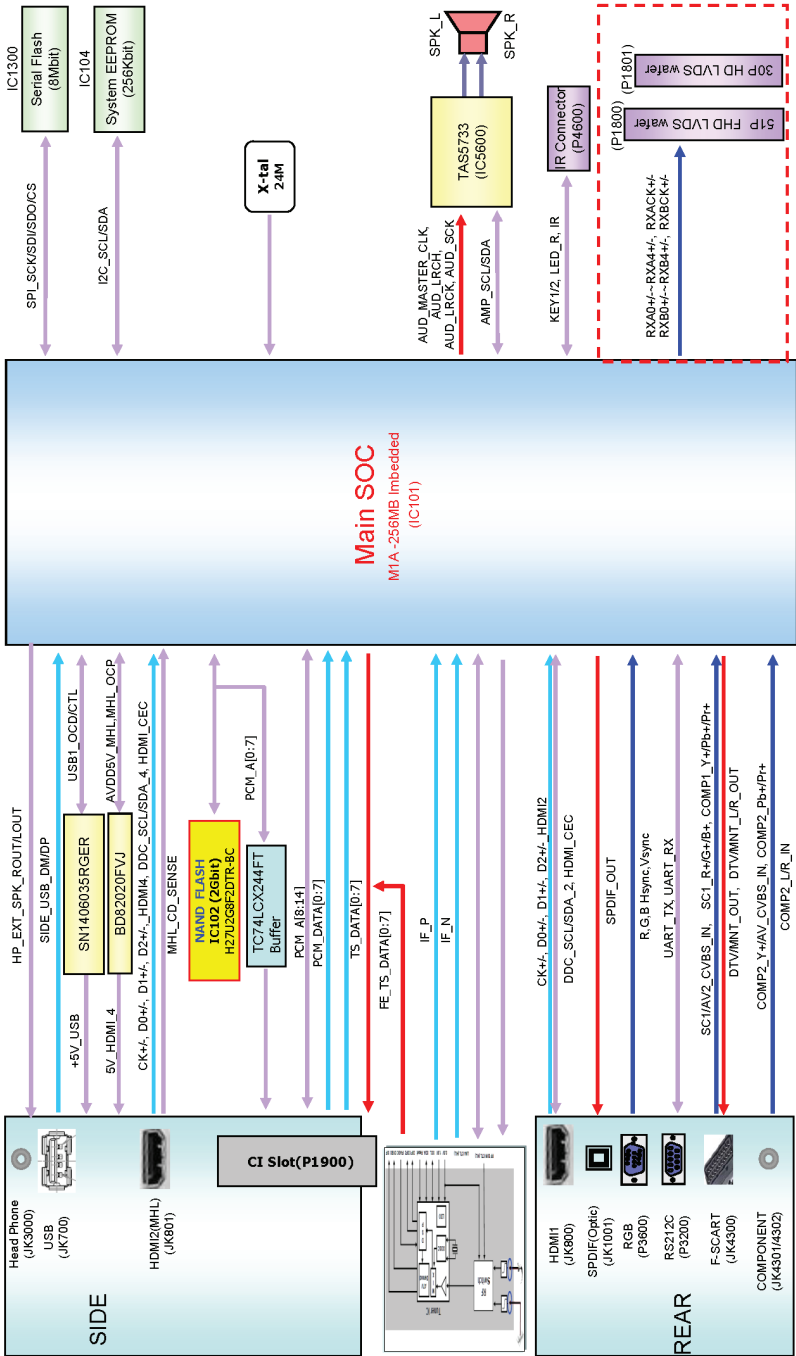 IC1300
Serial Flash
(8Mbit)
IC104
System EEPROM
(256Kbit)
X-tal
24M
SPK_L
SPK_R
TAS5733
(IC5600)
IR Connector
(P4600)
(P1801)
30P HD LVDS wafer
(P1800)
51P FHD LVDS wafer
SPI_SCK/SDI/SDO/CS
I2C_SCL/SDA
AUD_MASTER_CLK,
AUD_LRCH,
AUD_LRCK, AUD_SCK
AMP_SCL/SDA
KEY1/2, LED_R, IR
RXA0+/-~RXA4+/-, RXACK+/-
RXB0+/-~RXB4+/-, RXBCK+/-
Main SOC
M1A -256MB Imbedded
(IC101)
HP_EXT_SPK_ROUT/LOUT
SIDE_USB_DM/DP
USB1_OCD/CTL
SN1406035RGER
+5V_USB
AVDD5V_MHL,MHL_OCP
BD82020FVJ
5V_HDMI_4
CK+/-, D0+/-, D1+/-, D2+/-_HDMI4, DDC_SCL/SDA_4, HDMI_CEC
MHL_CD_SENSE
NAND FLASH
IC102 (2Gbit)
H27U2G8F2DTR-BC
PCM_A[0:7]
TC74LCX244FT
Buffer
PCM_A[8:14]
PCM_DATA[0:7]
TS_DATA[0:7]
FE_TS_DATA[0:7]
IF_P
IF_N
CK+/-, D0+/-, D1+/-, D2+/-_HDMI2
DDC_SCL/SDA_2, HDMI_CEC
SPDIF_OUT
R,G,B Hsync,Vsync
UART_TX, UART_RX
SC1/AV2_CVBS_IN, SC1_R+/G+/B+, COMP1_Y+/Pb+/Pr+
DTV/MNT_OUT, DTV/MNT_L/R_OUT
COMP2_Y+/AV_CVBS_IN, COMP2_Pb+/Pr+
COMP2_L/R_IN
Head Phone
(JK3000)
USB
(JK700)
HDMI2(MHL)
(JK801)
SIDE
CI Slot(P1900)
Tuner IC
RF
Switch
HDMI1
(JK800)
SPDIF(Optic)
(JK1001)
RGB
(P3600)
RS212C
(P3200)
F-SCART
(JK4300)
COMPONENT
(JK4301/4302)
REAR